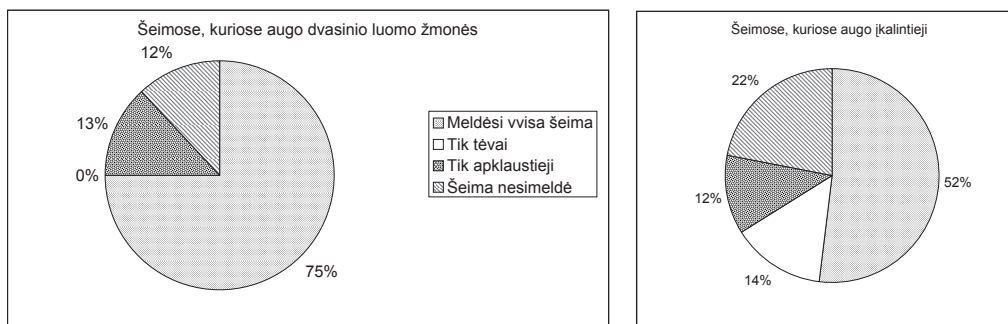 Šeimose, kuriose augo dvasinio luomo žmonės
12%
13%
0%
75%
Meldėsi vvisa šeima
Tik tėvai
Tik apklaustieji
Šeima nesimeldė
Šeimose, kuriose augo įkalintieji
22%
12%
52%
14%